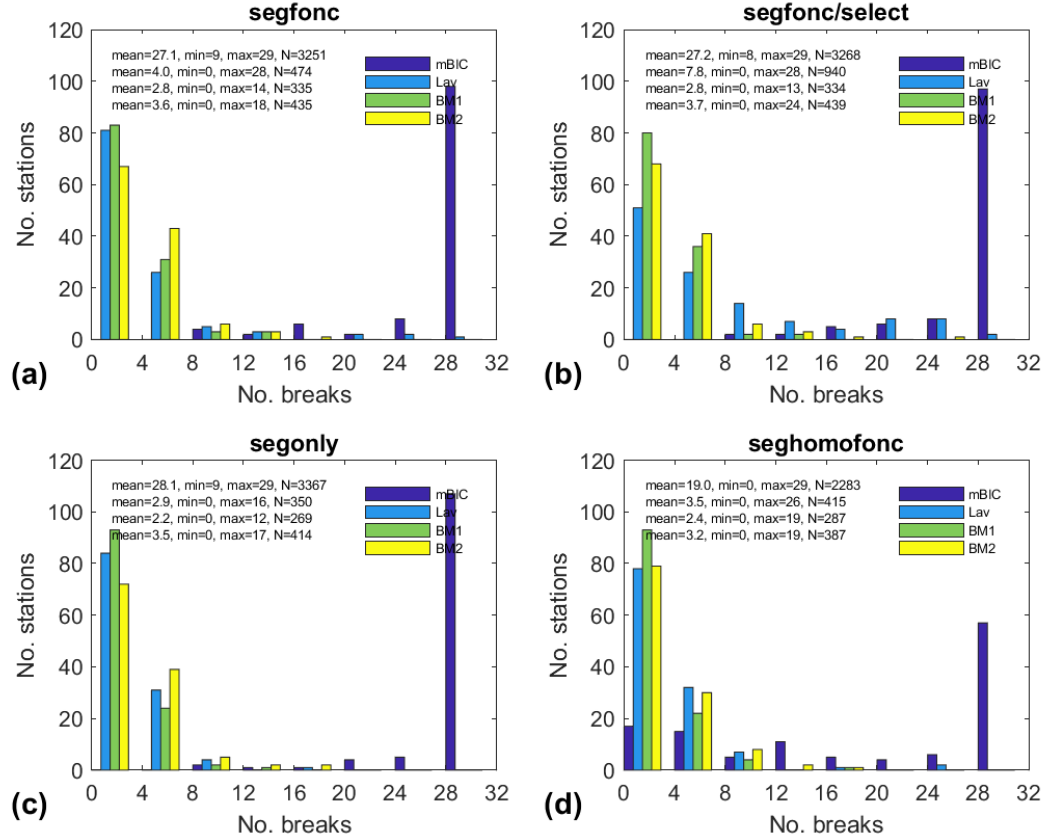 segfonc
120
100
80
60
40
20
0
No. stations
mean=27.1, min=9, max=29, N=3251
mean=4.0, min=0, max=28, N=474
mean=2.8, min=0, max=14, N=335
mean=3.6, min=0, max=18, N=435
mBIC
Lav
BM1
BM2
0 4 8 12 16 20 24 28 32
No. breaks
(a)
segfonc/select
120
100
80
60
40
20
0
No. stations
mean=27.2, min=8, max=29, N=3268
mean=7.8, min=0, max=28, N=940
mean=2.8, min=0, max=13, N=334
mean=3.7, min=0, max=24, N=439
mBIC
Lav
BM1
BM2
0 4 8 12 16 20 24 28 32
No. breaks
(b)
segonly
120
100
80
60
40
20
0
No. stations
mean=28.1, min=9, max=29, N=3367
mean=2.9, min=0, max=16, N=350
mean=2.2, min=0, max=12, N=269
mean=3.5, min=0, max=17, N=414
mBIC
Lav
BM1
BM2
0 4 8 12 16 20 24 28 32
No. breaks
(c)
seghomofonc
120
100
80
60
40
20
0
No. stations
mean=19.0, min=0, max=29, N=2283
mean=3.5, min=0, max=26, N=415
mean=2.4, min=0, max=19, N=287
mean=3.2, min=0, max=19, N=387
mBIC
Lav
BM1
BM2
0 4 8 12 16 20 24 28 32
No. breaks
(d)